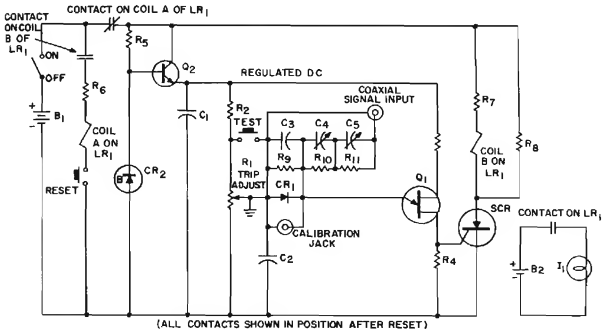 CONTACT ON COIL A OF LR1
CONTACT
ON COIL
B OF
LR1
ON
OFF
R5
Q2
R6
B1
COIL
A ON
LR1
RESET
B
CR2
C1
REGULATED DC
COAXIAL
SIGNAL INPUT
R2
TEST
C3
C4
C5
R9
R10
R11
R1
TRIP
ADJUST
CR1
Q1
CALIBRATION
JACK
C2
R4
R7
COIL
B ON
LR1
R8
SCR
CONTACT ON LR1
B2
I1
(ALL CONTACTS SHOWN IN POSITION AFTER RESET)